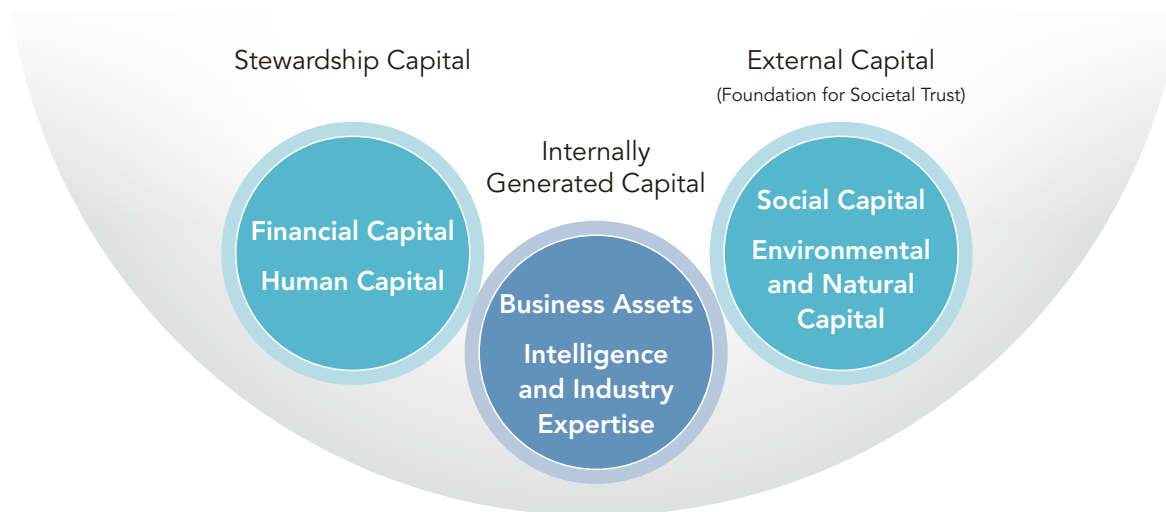 Stewardship Capital
Financial Capital
Human Capital
Internally
Generated Capital
Business Assets
Intelligence
and Industry
Expertise
External Capital
(Foundation for Societal Trust)
Social Capital
Environmental
and Natural
Capital